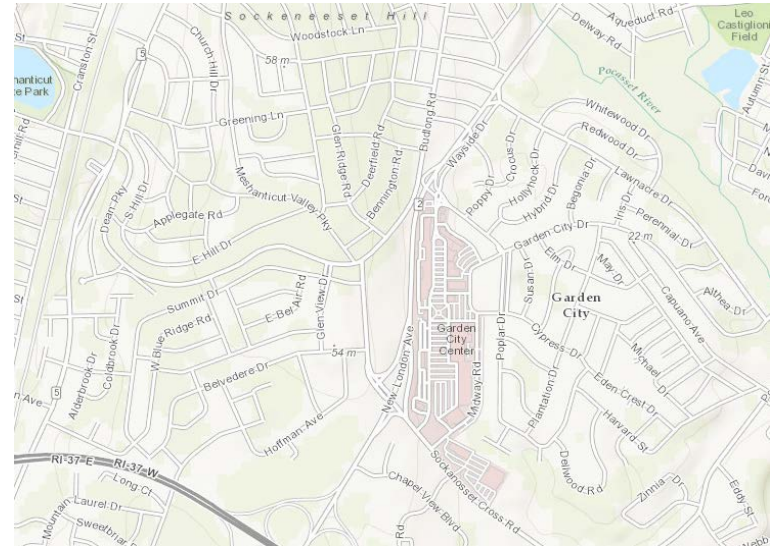 Sockeneeset Hill
Woodstock Ln
58 m
Church Hill Dr
Cranston St
5
Aqueduct Rd
Delway Rd
Leo
Castiglioni
Field
Pocasset River
Autumn St
Greening Ln
Glen Ridge Rd
Deerfield Rd
Bennington Rd
Budlong Rd
Wayside Dr
Whitewood Dr
Redwood Dr
Lawnacre Dr
Meshanticut Valley Pky
Dean Pky
S Hill Dr
Applegate Rd
E Hill Dr
2
Poppy Dr
Crocus Dr
Hollyhock Dr
Hybrid Dr
Begonia Dr
Iris Dr
Perennial Dr
Garden City Dr
22 m
Summit Dr
E Bel Air Rd
Glen View Dr
W Blue Ridge Rd
Elm Dr
May Dr
Susan Dr
Garden
City
Capuano Ave
Althea Dr
Garden
City
Center
New London Ave
Midway Rd
Poplar Dr
Cypress Dr
Michael Dr
54 m
Coldbrook Dr
Alderbrook Dr
Belvedere Dr
Plantation Dr
Eden Crest Dr
Harvard St
5
Hoffman Ave
Dellwood Rd
Sockanosset Cross Rd
RI-37-E
RI-37-W
Long Ct
Laurel Dr
Chapel View Blvd
Rd
Zinnia Dr
Eddy St